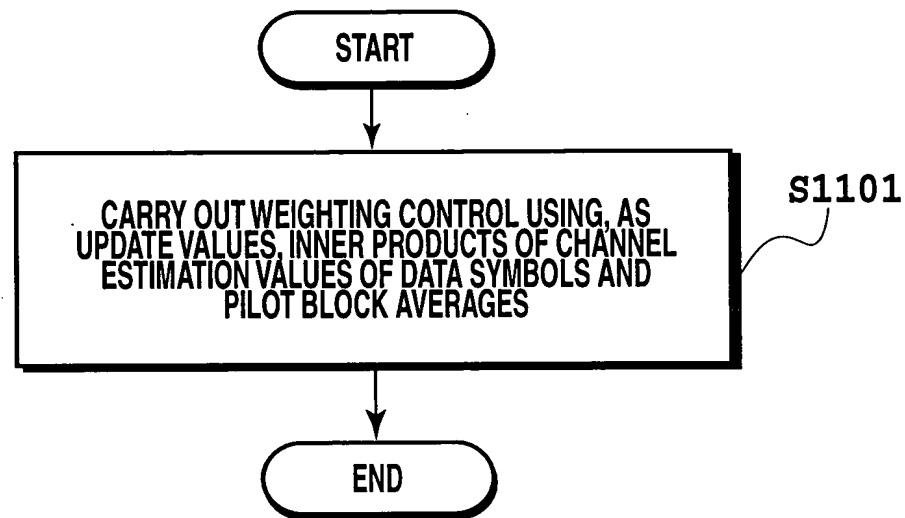 START
S1101
CARRY OUT WEIGHTING CONTROL USING, AS
UPDATE VALUES, INNER PRODUCTS OF CHANNEL
ESTIMATION VALUES OF DATA SYMBOLS AND
PILOT BLOCK AVERAGES
END